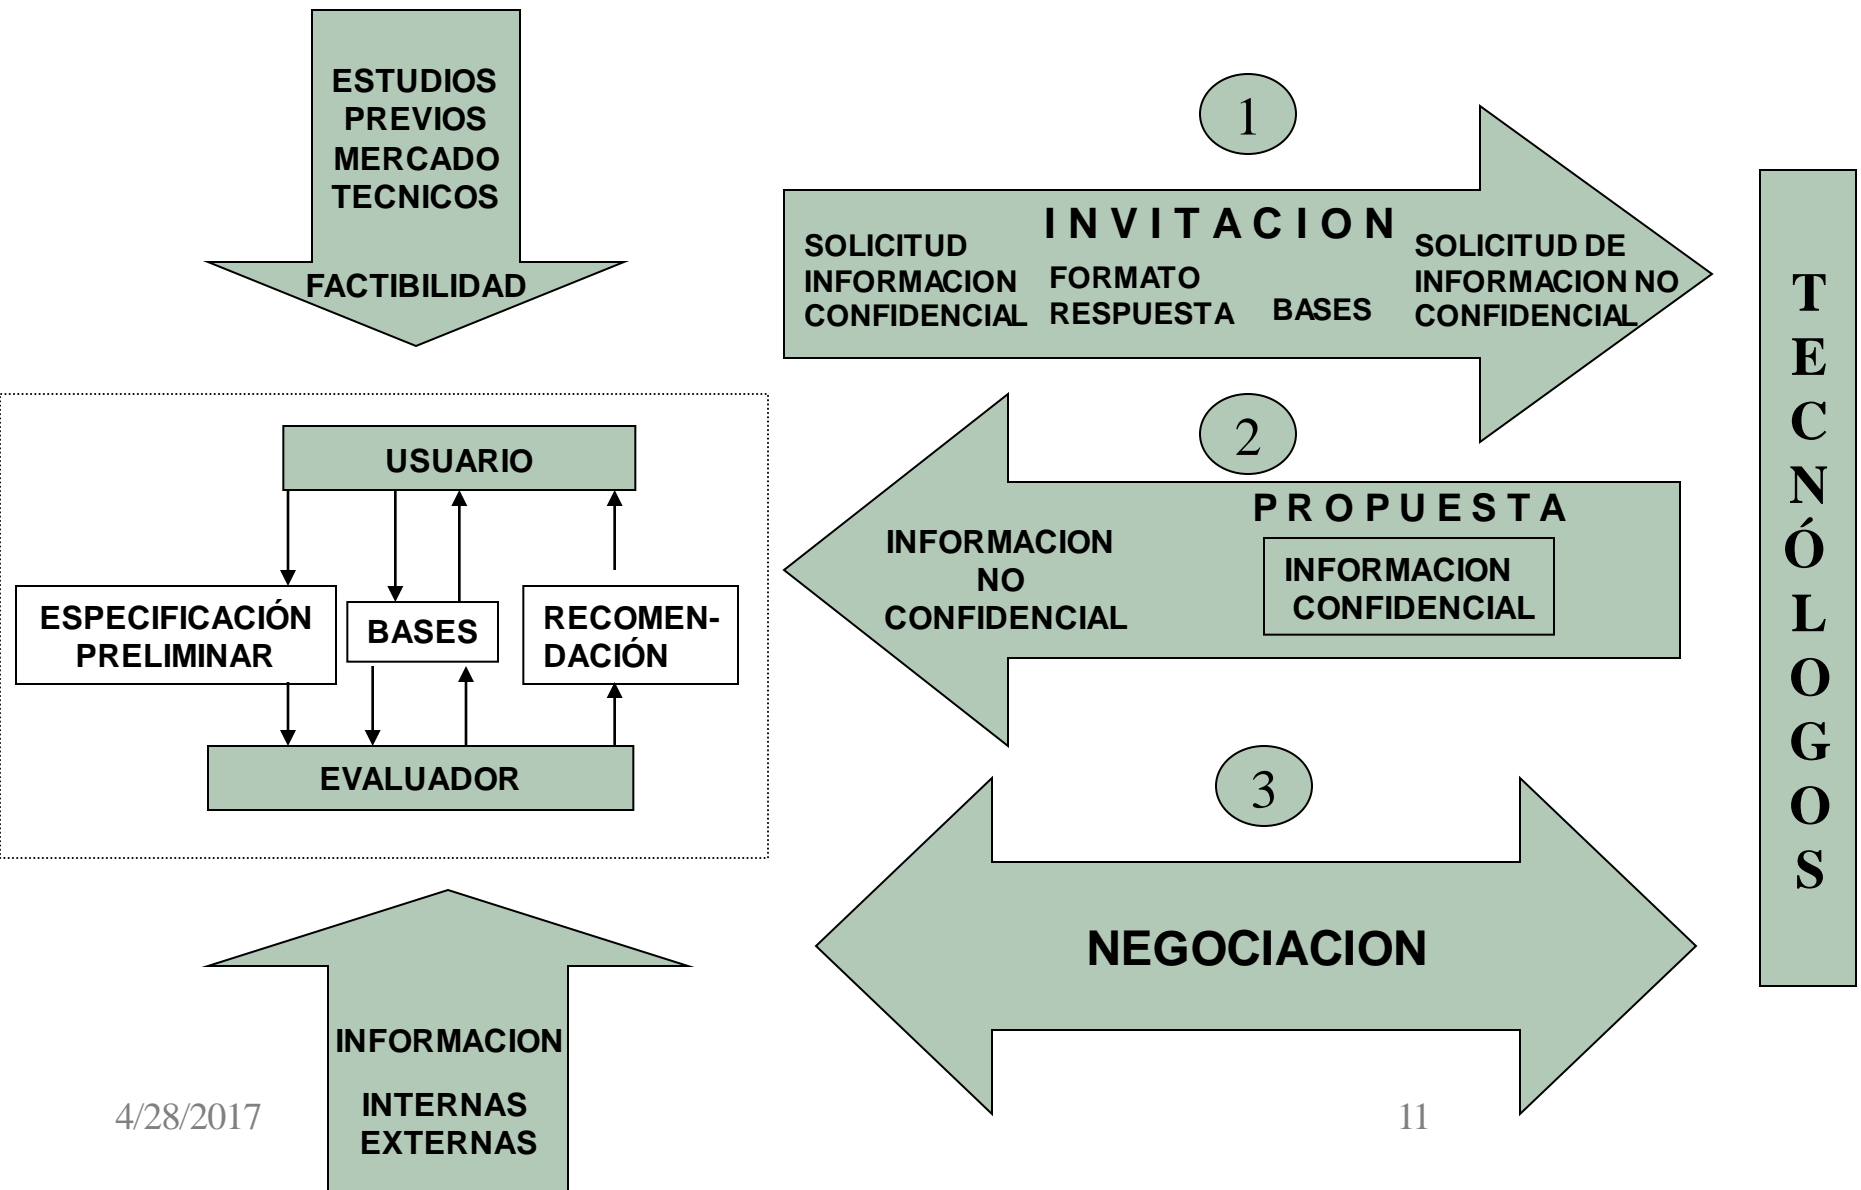 ESTUDIOS
PREVIOS
MERCADO
TECNICOS
FACTIBILIDAD
1
I N V I T A C I O N
SOLICITUD
INFORMACION
CONFIDENCIAL
FORMATO
RESPUESTA
BASES
SOLICITUD DE
INFORMACION NO
CONFIDENCIAL
USUARIO
ESPECIFICACIÓN
PRELIMINAR
BASES
RECOMEN-
DACIÓN
EVALUADOR
2
P R O P U E S T A
INFORMACION
NO
CONFIDENCIAL
INFORMACION
CONFIDENCIAL
3
NEGOCIACION
T
E
C
N
Ó
L
O
G
O
S
INFORMACION
INTERNAS
EXTERNAS
4/28/2017
11